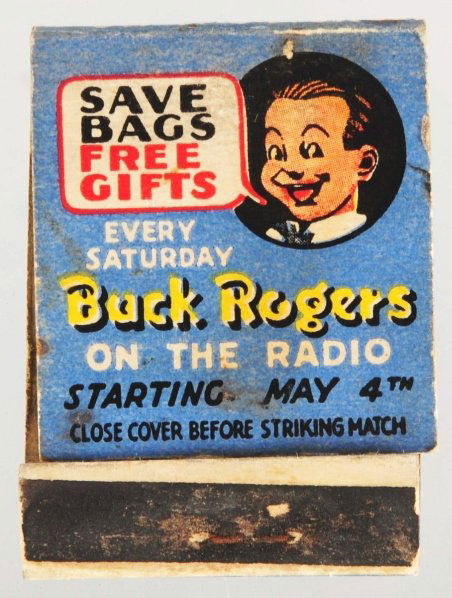 SAVE
BAGS
FREE
GIFTS
EVERY
SATURDAY
Buck Rogers
ON THE RADIO
STARTING MAY 4TH
CLOSE COVER BEFORE STRIKING MATCH